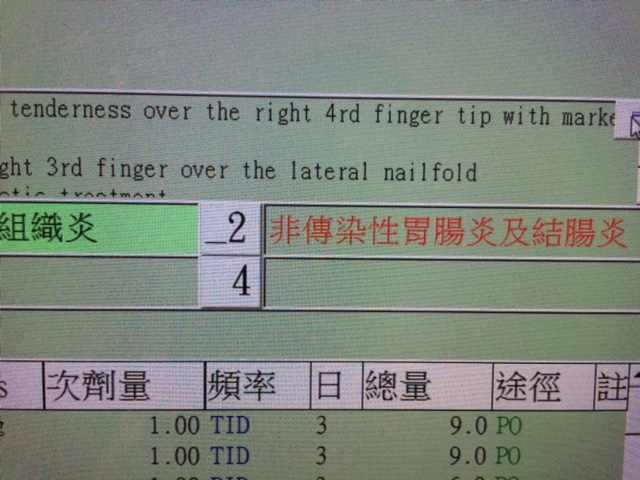 tenderness over the right 4rd finger tip with marke
ght 3rd finger over the lateral nailfold
組織炎 _2 非傳染性胃腸炎及結腸炎
4
s 次劑量 頻率 日 總量 途徑 註
1.00 TID 3 9.0 PO
1.00 TID 3 9.0 PO